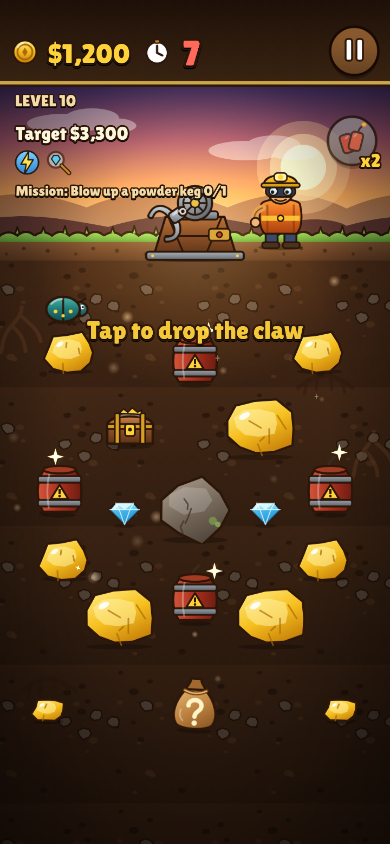 $1,200
7
LEVEL 10
Target $3,300
x2
Mission: Blow up a powder keg 0/1
Tap to drop the claw
?